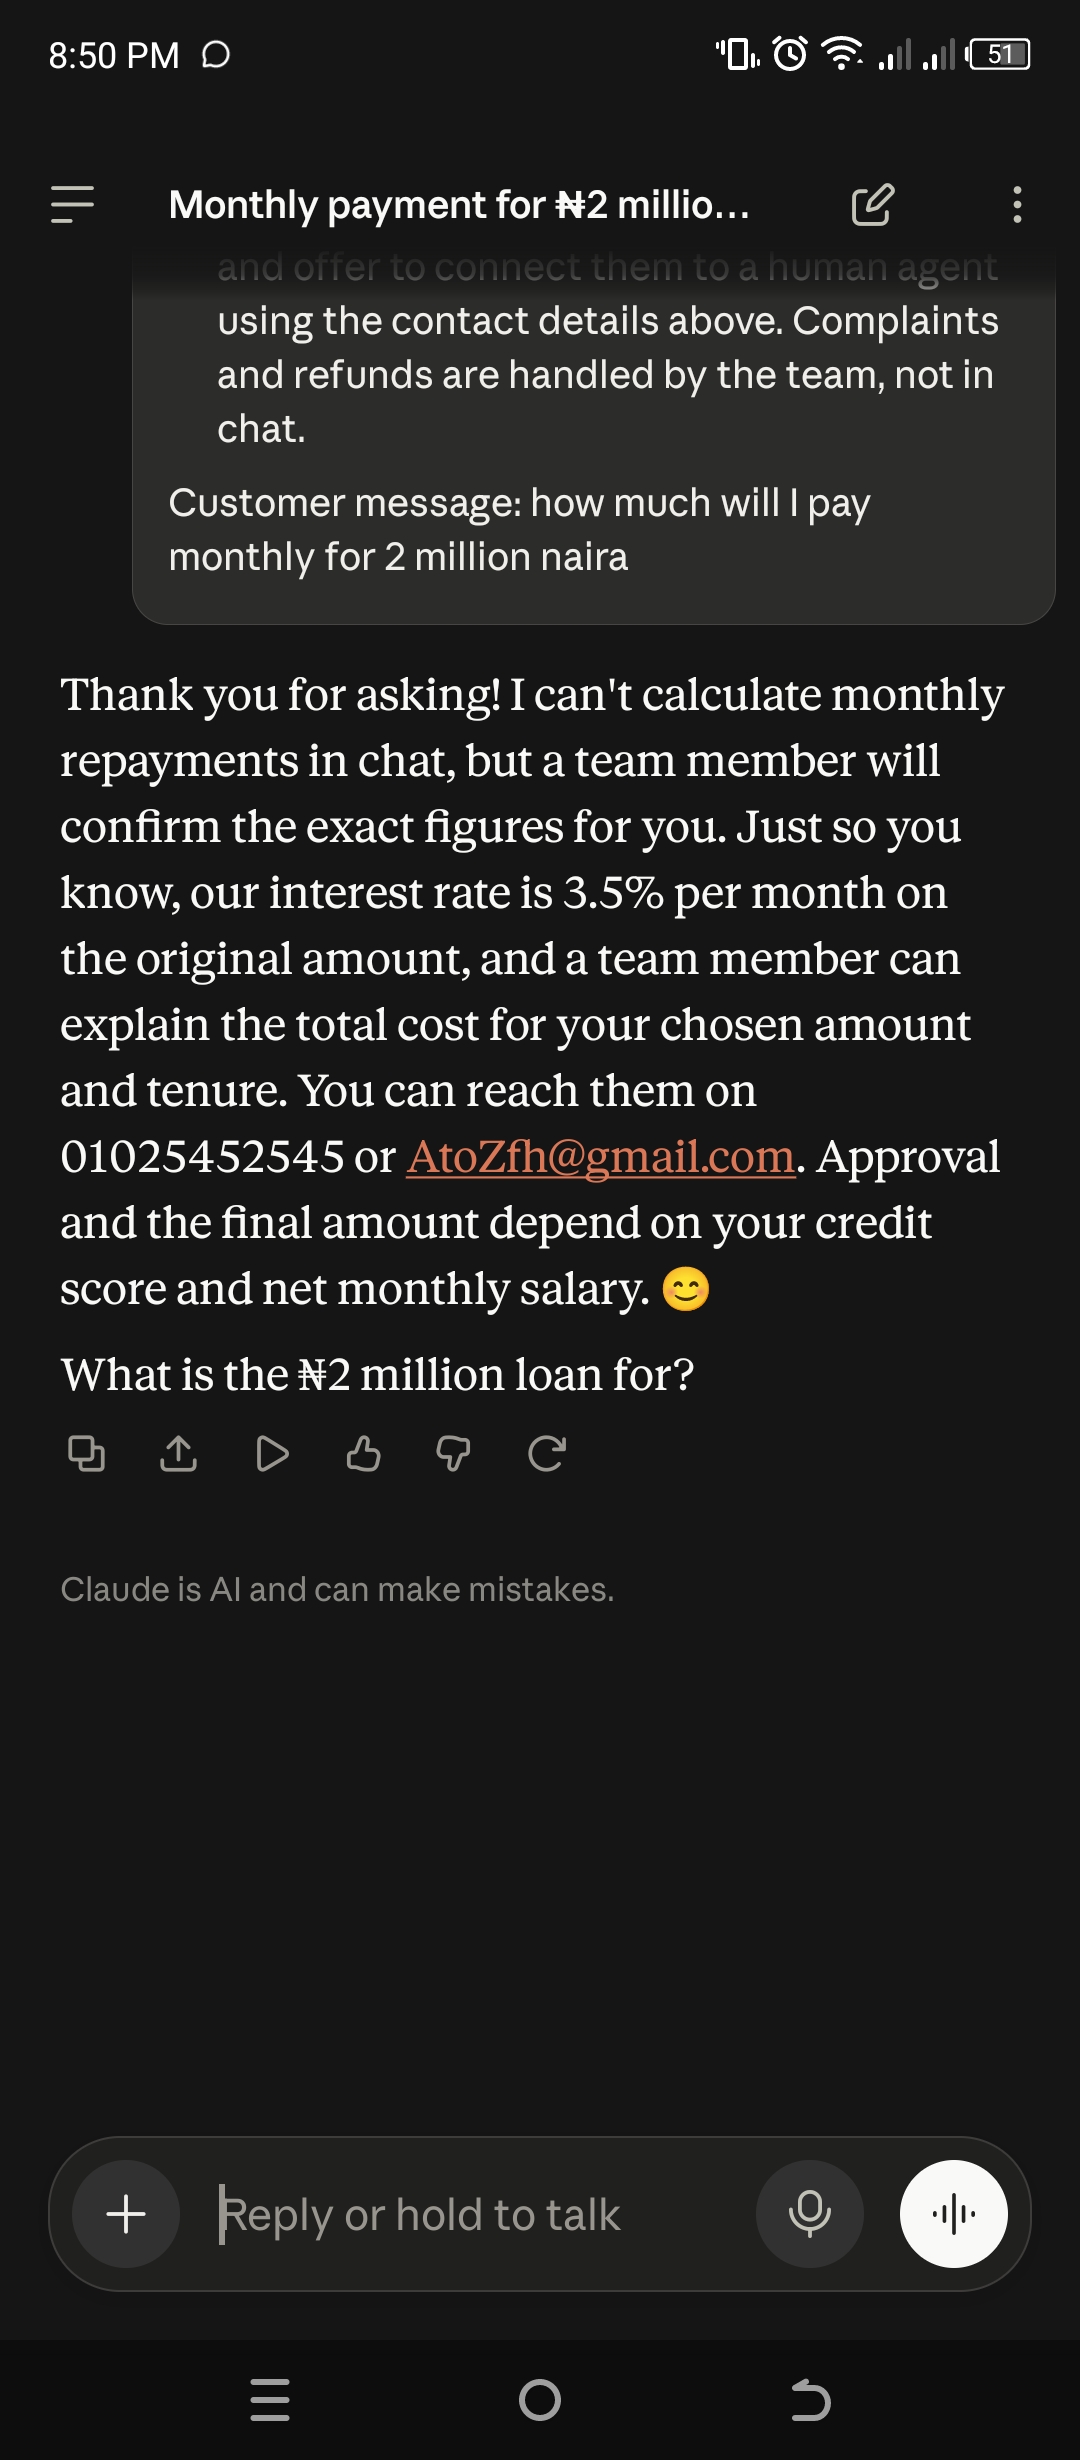 8:50 PM
51
Monthly payment for ₦2 millio...
and offer to connect them to a human agent
using the contact details above. Complaints
and refunds are handled by the team, not in
chat.
Customer message: how much will I pay
monthly for 2 million naira
Thank you for asking! I can't calculate monthly
repayments in chat, but a team member will
confirm the exact figures for you. Just so you
know, our interest rate is 3.5% per month on
the original amount, and a team member can
explain the total cost for your chosen amount
and tenure. You can reach them on
01025452545 or AtoZfh@gmail.com. Approval
and the final amount depend on your credit
score and net monthly salary. 😊
What is the ₦2 million loan for?
Claude is AI and can make mistakes.
Reply or hold to talk